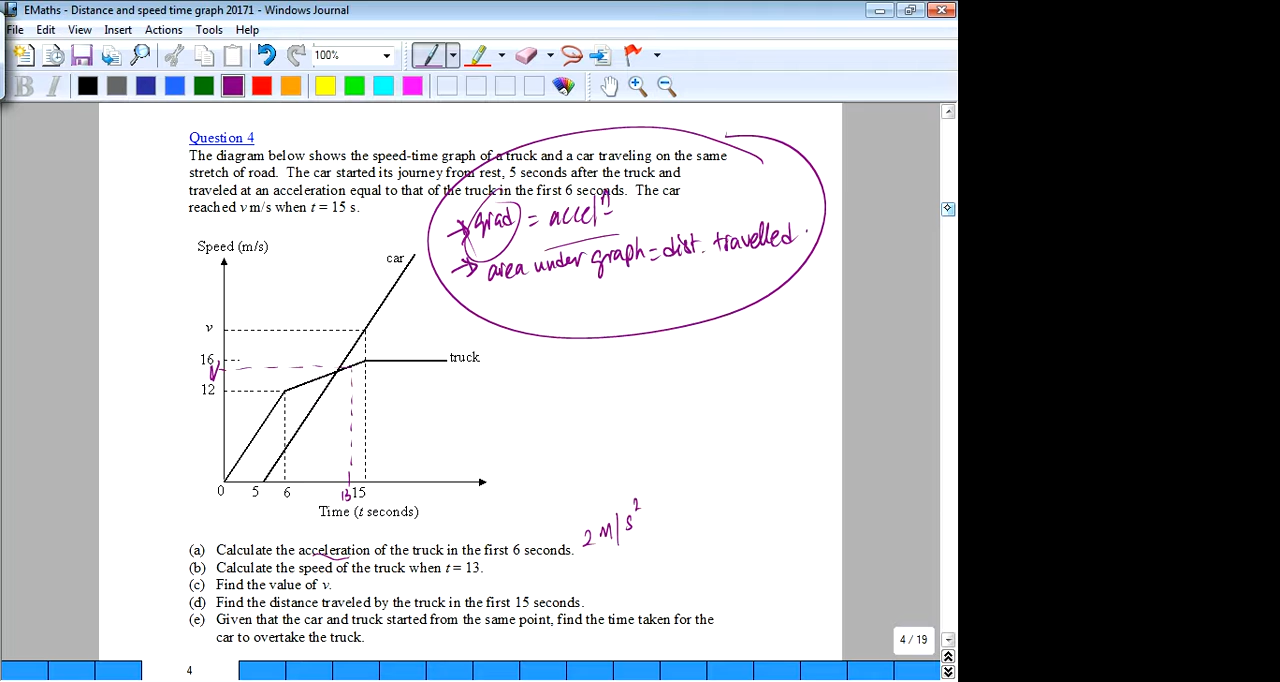 EMaths - Distance and speed time graph 20171 - Windows Journal
File Edit View Insert Actions Tools Help
100%
B I
Question 4
The diagram below shows the speed-time graph of a truck and a car traveling on the same
stretch of road. The car started its journey from rest, 5 seconds after the truck and
traveled at an acceleration equal to that of the truck in the first 6 seconds. The car
reached v m/s when t = 15 s.
→ grad = accelⁿ
→ area under graph = dist. travelled.
Speed (m/s)
car
v
16
truck
V
12
0 5 6 13 15
Time (t seconds)
2 m/s²
(a) Calculate the acceleration of the truck in the first 6 seconds.
(b) Calculate the speed of the truck when t = 13.
(c) Find the value of v.
(d) Find the distance traveled by the truck in the first 15 seconds.
(e) Given that the car and truck started from the same point, find the time taken for the
car to overtake the truck.
4 / 19
4